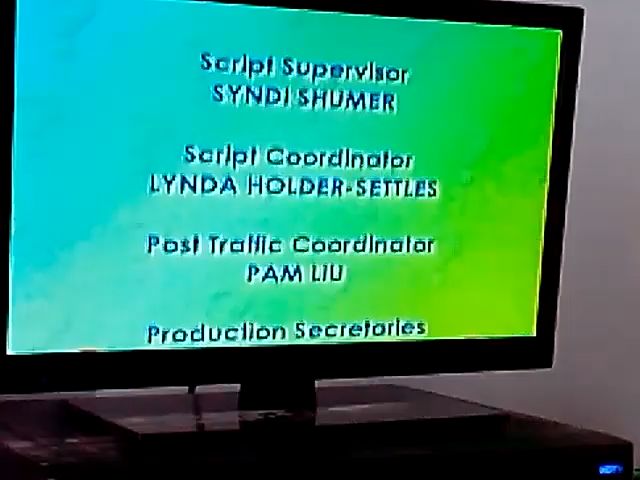 Script Supervisor
SYNDI SHUMER
Script Coordinator
LYNDA HOLDER-SETTLES
Post Traffic Coordinator
PAM LIU
Production Secretaries